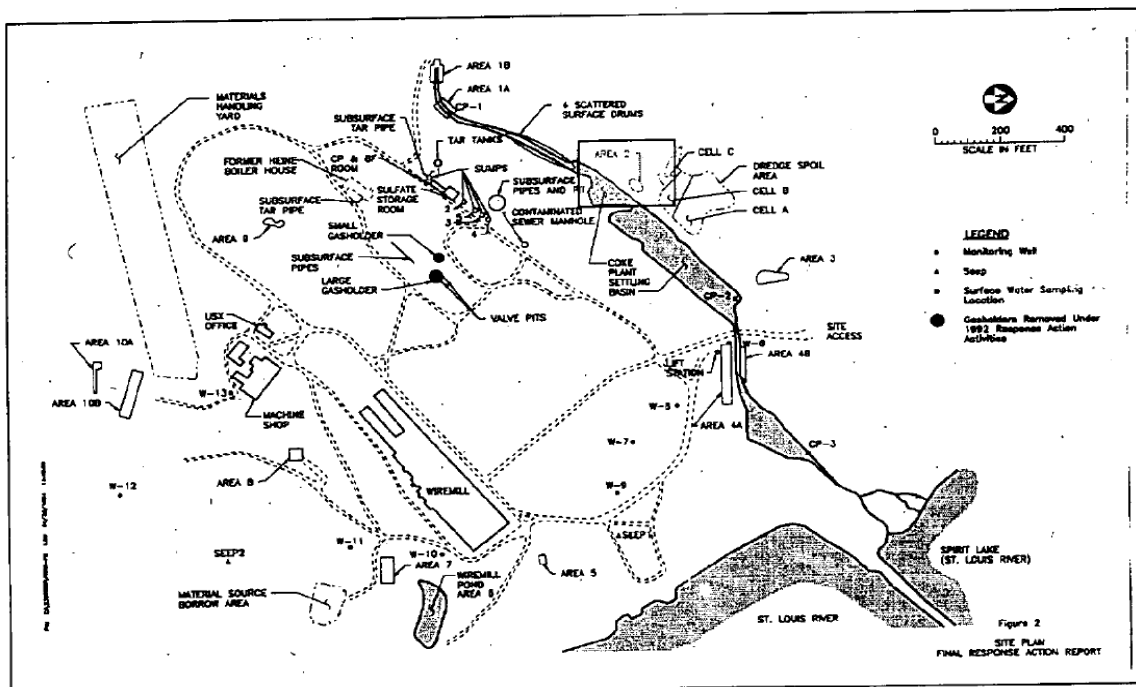 AREA 1B
AREA 1A
CP-1
6 SCATTERED
SURFACE DRUMS
MATERIALS
HANDLING
YARD
SUBSURFACE
TAR PIPE
TAR TANKS
AREA 2
CELL C
DREDGE SPOIL
AREA
CELL B
CELL A
0 200 400
SCALE IN FEET
FORMER HEINE
BOILER HOUSE
CP & BF
ROOM
SUMPS
SULFATE
STORAGE
ROOM
SUBSURFACE
PIPES AND PIT
CONTAMINATED
SEWER MANHOLE
2
3
4
SUBSURFACE
TAR PIPE
AREA 9
SMALL
GASHOLDER
SUBSURFACE
PIPES
LARGE
GASHOLDER
VALVE PITS
COKE
PLANT
SETTLING
BASIN
AREA 3
CP-2
LEGEND
Monitoring Well
Seep
Surface Water Sampling
Location
Gasholders Removed Under
1992 Response Action
Activities
USX
OFFICE
SITE
ACCESS
AREA 10A
AREA 10B
W-13
MACHINE
SHOP
LIFT
STATION
AREA 4B
AREA 4A
W-5
W-7
CP-3
W-12
AREA 8
WIREMILL
W-9
SEEP1
SEEP2
W-11
W-10
AREA 7
AREA 5
MATERIAL SOURCE
BORROW AREA
WIREMILL
POND
AREA 6
SPIRIT LAKE
(ST. LOUIS RIVER)
ST. LOUIS RIVER
Figure 2
SITE PLAN
FINAL RESPONSE ACTION REPORT